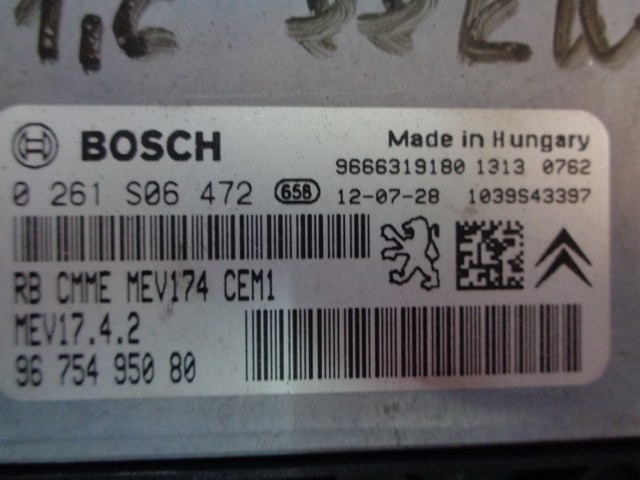 BOSCH
Made in Hungary
9666319180 1313 0762
0 261 S06 472 65B 12-07-28 1039S43397
RB CMME MEV174 CEM1
MEV17.4.2
96 754 950 80